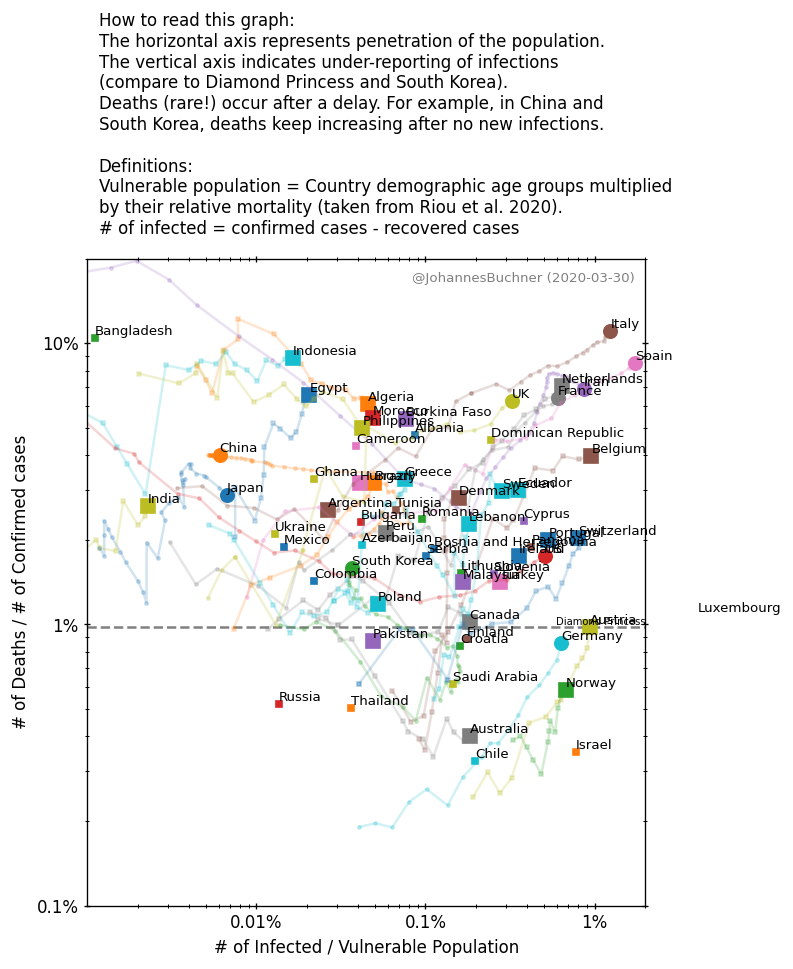 How to read this graph:
The horizontal axis represents penetration of the population.
The vertical axis indicates under-reporting of infections
(compare to Diamond Princess and South Korea).
Deaths (rare!) occur after a delay. For example, in China and
South Korea, deaths keep increasing after no new infections.
Definitions:
Vulnerable population = Country demographic age groups multiplied
by their relative mortality (taken from Riou et al. 2020).
# of infected = confirmed cases - recovered cases
@JohannesBuchner (2020-03-30)
Italy
Bangladesh
10%
Indonesia
Spain
Netherlands
Iran
Egypt
France
UK
Algeria
Morocco
Burkina Faso
Philippines
Albania
Dominican Republic
Cameroon
China
Belgium
Ghana
Hungary
Brazil
Greece
Japan
Denmark
Sweden
Ecuador
India
Argentina
Tunisia
Romania
Lebanon
Cyprus
Bulgaria
Ukraine
Peru
Mexico
Azerbaijan
Portugal
Switzerland
Bosnia and Herzegovina
Panama
Serbia
Ireland
US
South Korea
Colombia
Lithuania
Slovenia
Malaysia
Turkey
Poland
Luxembourg
Canada
Diamond Princess
Austria
1%
Pakistan
Finland
Croatia
Germany
Saudi Arabia
Norway
Russia
Thailand
Australia
Israel
Chile
0.1%
0.01%
0.1%
1%
# of Infected / Vulnerable Population
# of Deaths / # of Confirmed cases